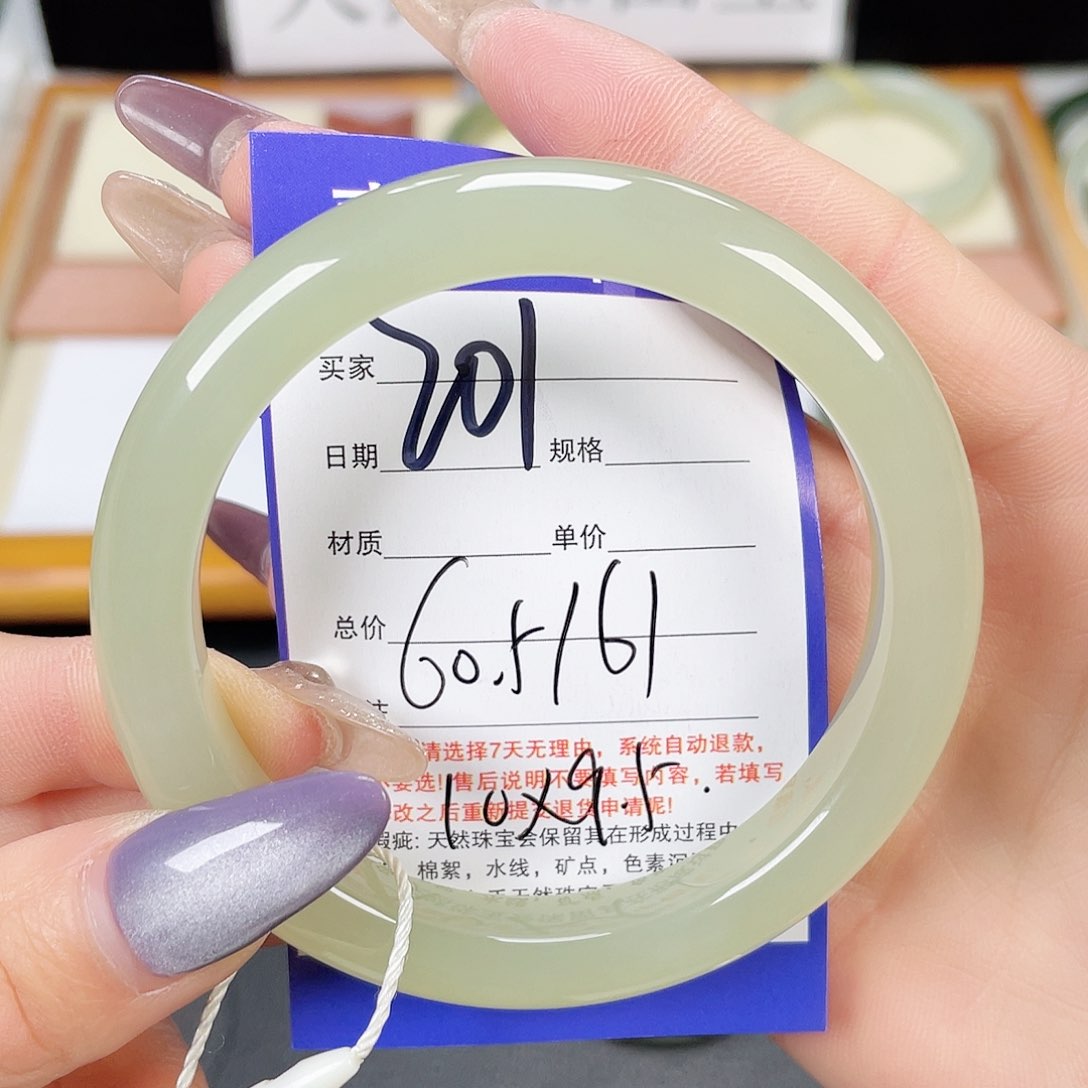 买家 201
日期 规格
材质 单价
总价 60.5/61
请选择7天无理由，系统自动退款，
要选!售后说明不要填写内容，若填写
改之后重新提交退货申请呢!
10x9.5.
瑕疵: 天然珠宝会保留其在形成过程中
棉絮，水线，矿点，色素沉